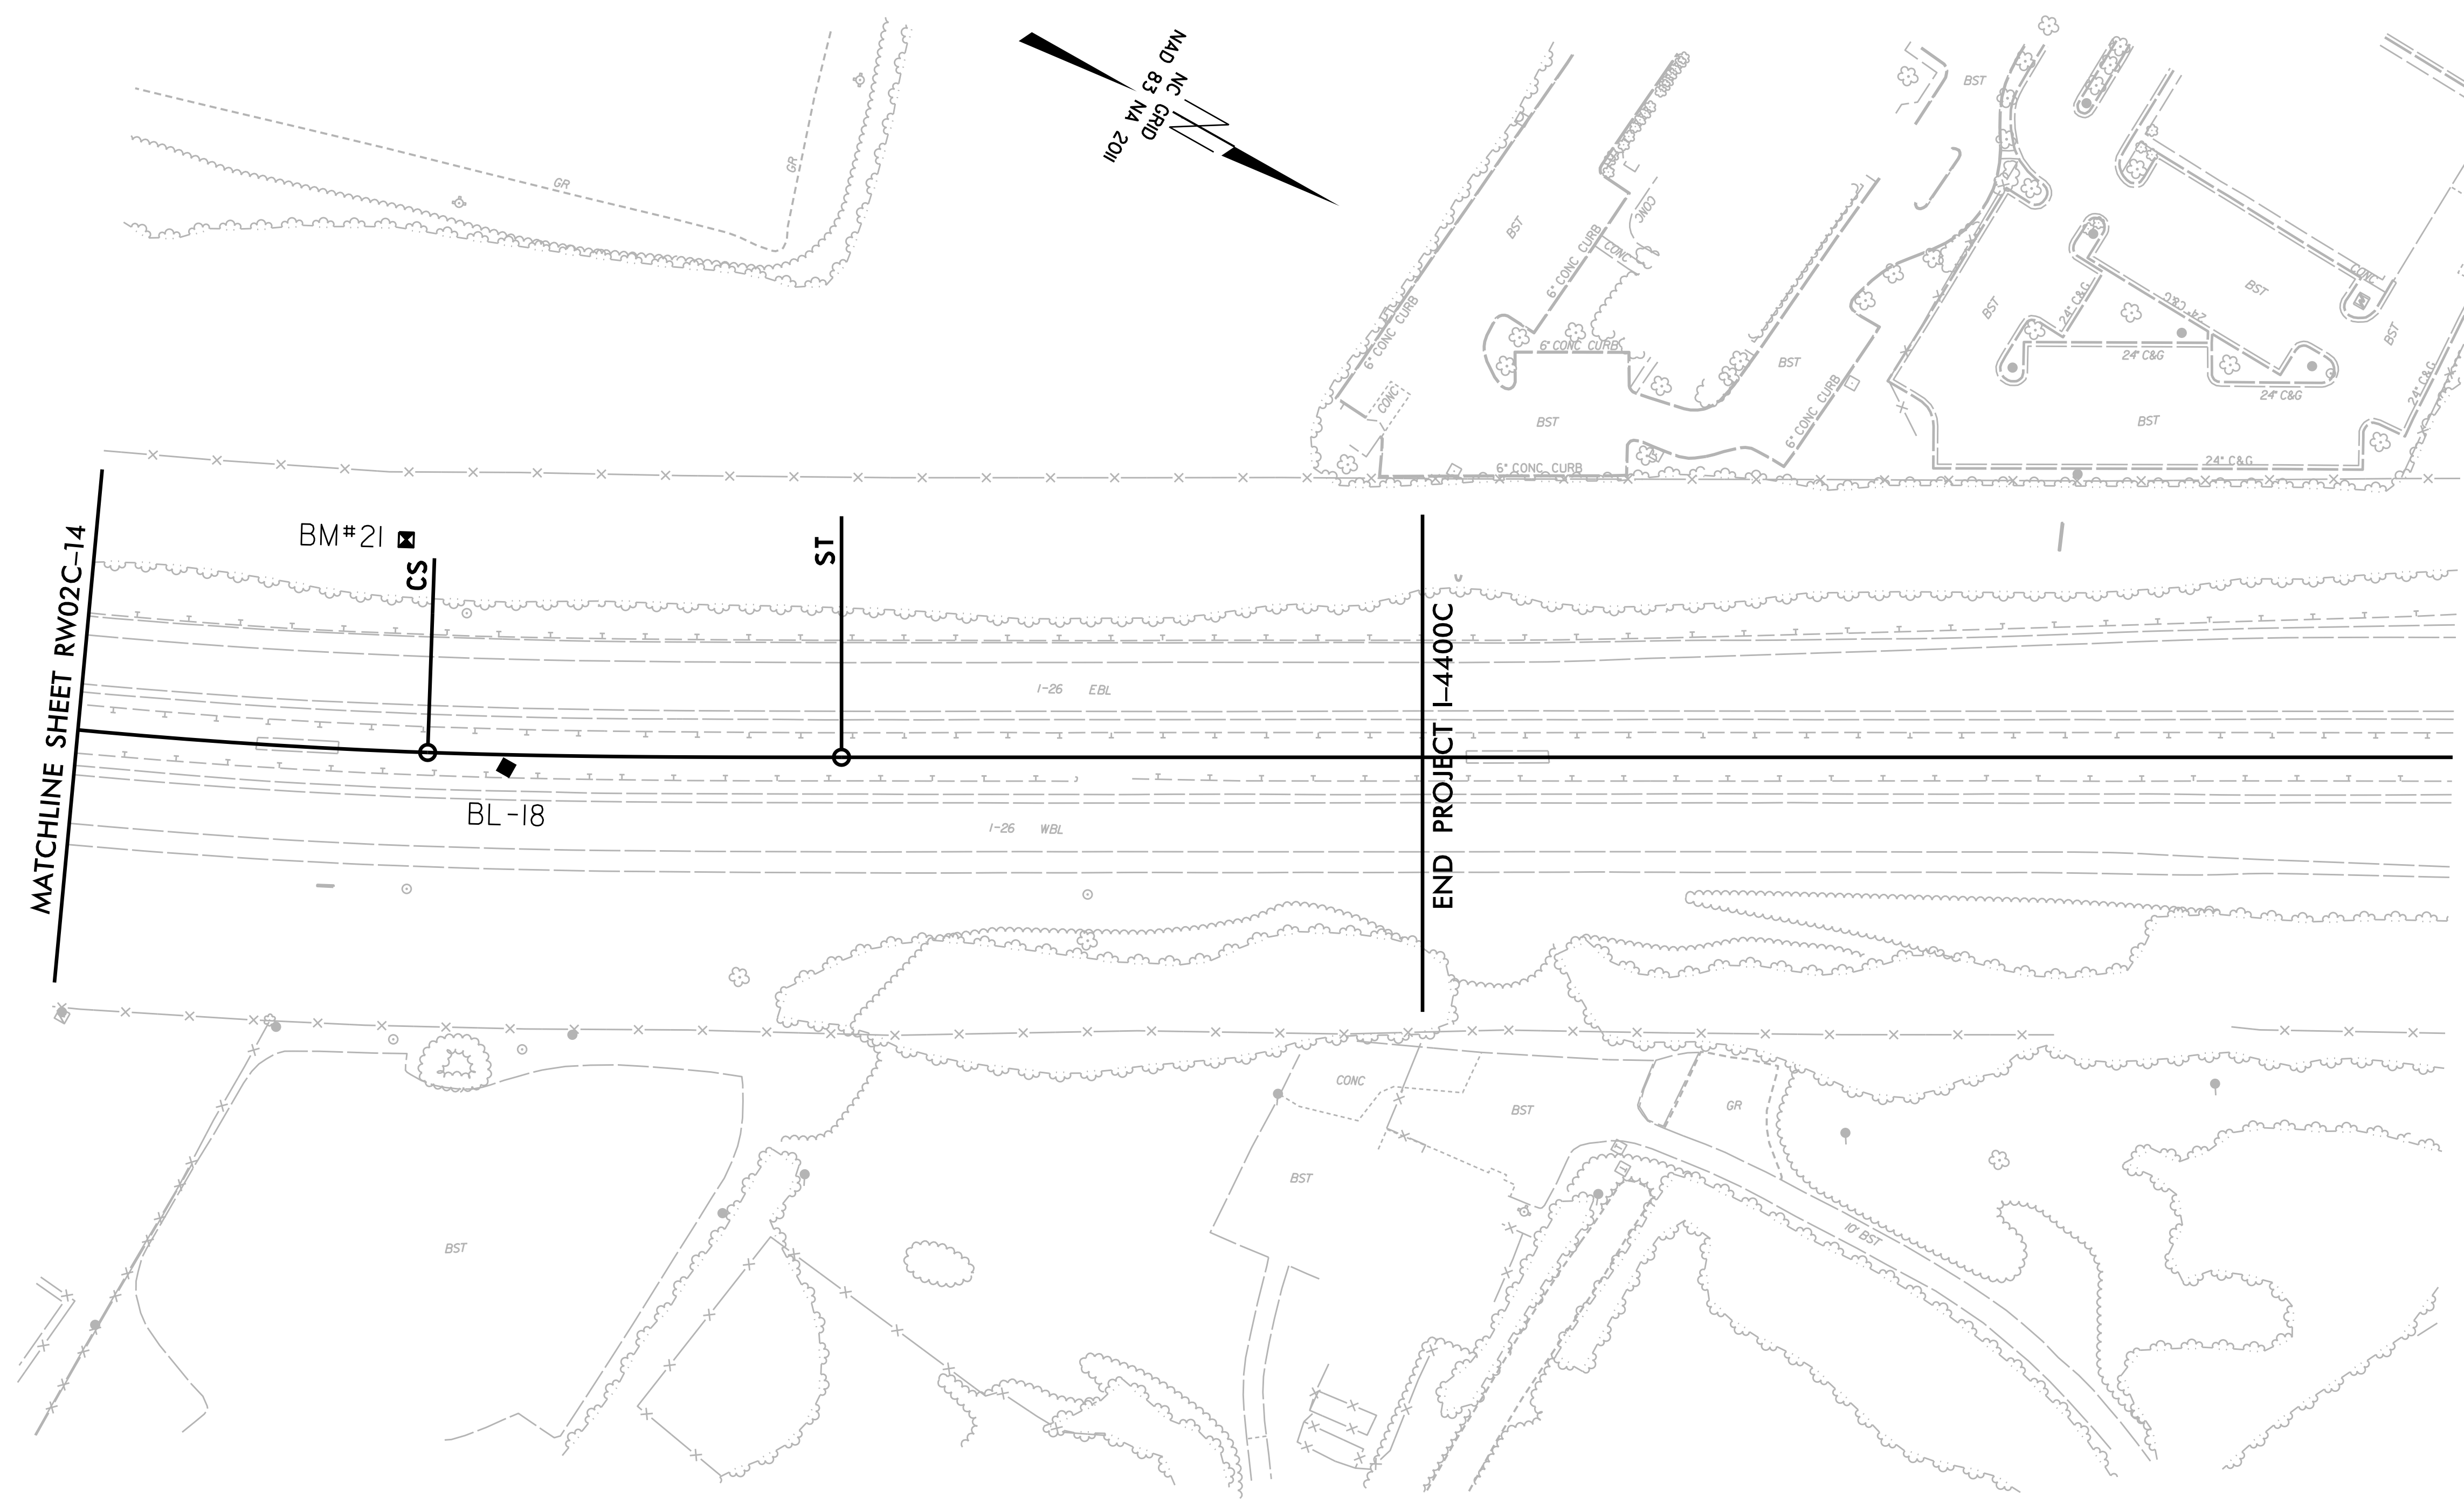 NAD 83 NA 2011
NC GRID
N
BST
GR
GR
BST
CONC
CONC
6" CONC CURB
6" CONC CURB
6" CONC CURB
CONC
BST
BST
6" CONC CURB
6" CONC CURB
BST
24" C&G
24" C&G
24" C&G
BST
CONC
BST
24" C&G
24" C&G
BST
24" C&G
MATCHLINE SHEET RW02C-14
BM#21
CS
ST
I-26 EBL
END PROJECT I-4400C
BL-18
I-26 WBL
CONC
BST
GR
BST
BST
10' BST